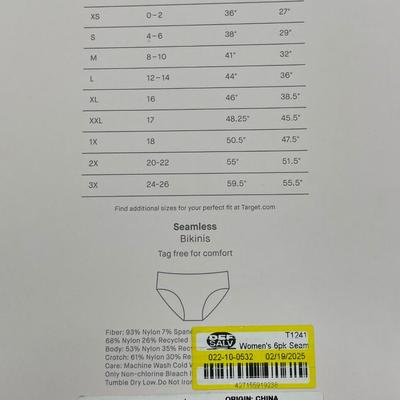 XS 0-2 36" 27"
S 4-6 38" 29"
M 8-10 41" 32"
L 12-14 44" 36"
XL 16 46" 38.5"
XXL 17 48.25" 45.5"
1X 18 50.5" 47.5"
2X 20-22 55" 51.5"
3X 24-26 59.5" 55.5"
Find additional sizes for your perfect fit at Target.com
Seamless
Bikinis
Tag free for comfort
Fiber: 93% Nylon 7% Span
68% Nylon 26% Recycled
Body: 53% Nylon 35% Recy
Crotch: 61% Nylon 30% Re
Care: Machine Wash Cold W
Only Non-chlorine Bleach I
Tumble Dry Low. Do Not Iron
DEF
SALV
T1241
Women's 6pk Seam
022-10-0532 02/19/2025
427155919238
ORIGIN: CHINA